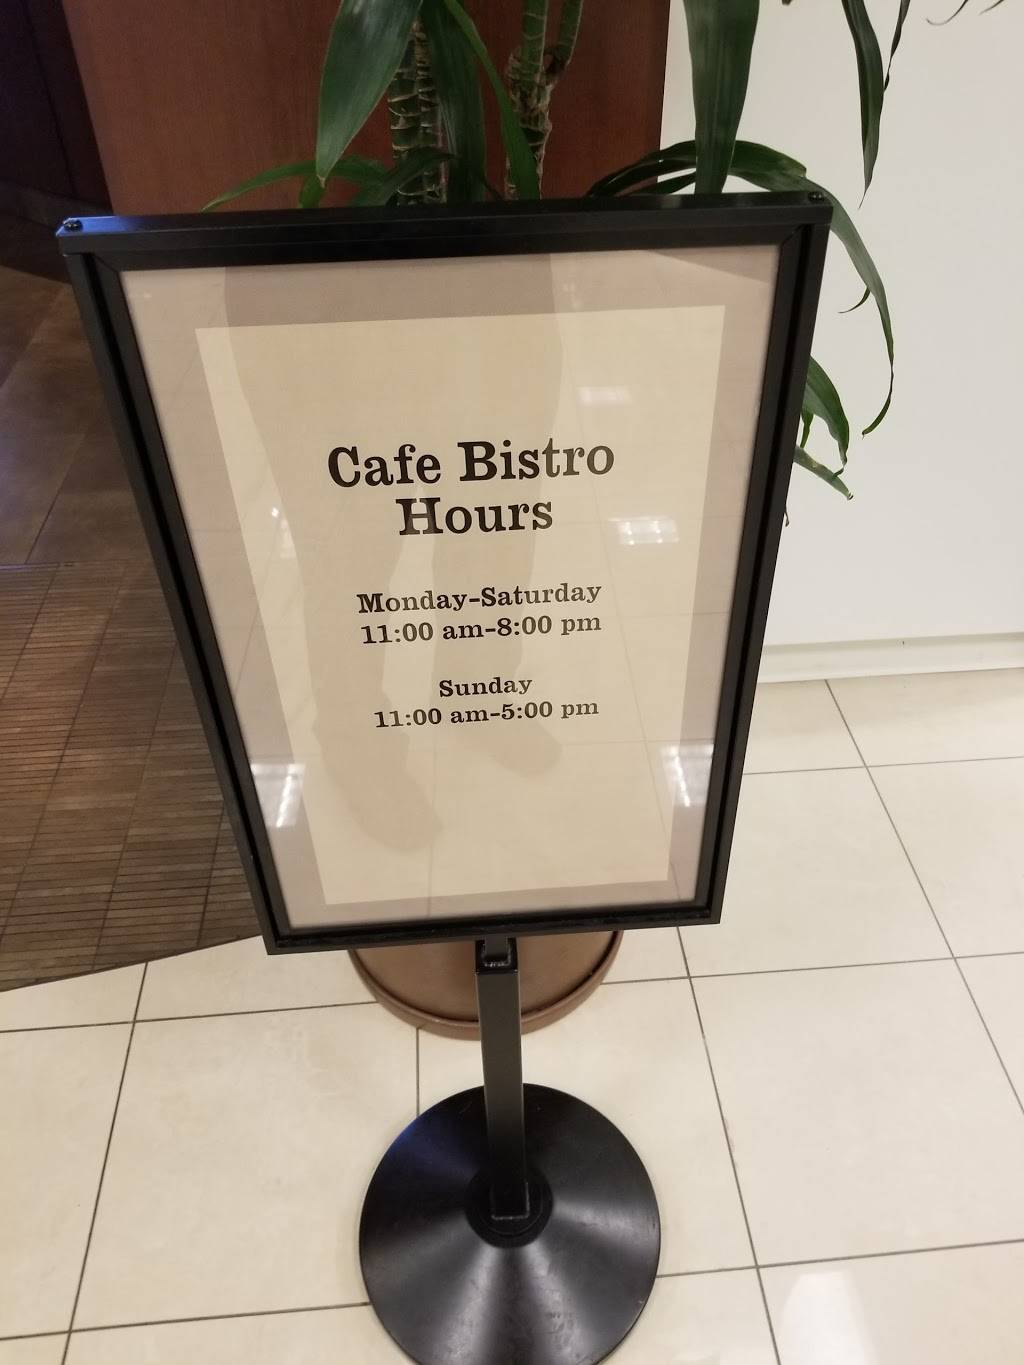 Cafe Bistro
Hours
Monday-Saturday
11:00 am-8:00 pm
Sunday
11:00 am-5:00 pm